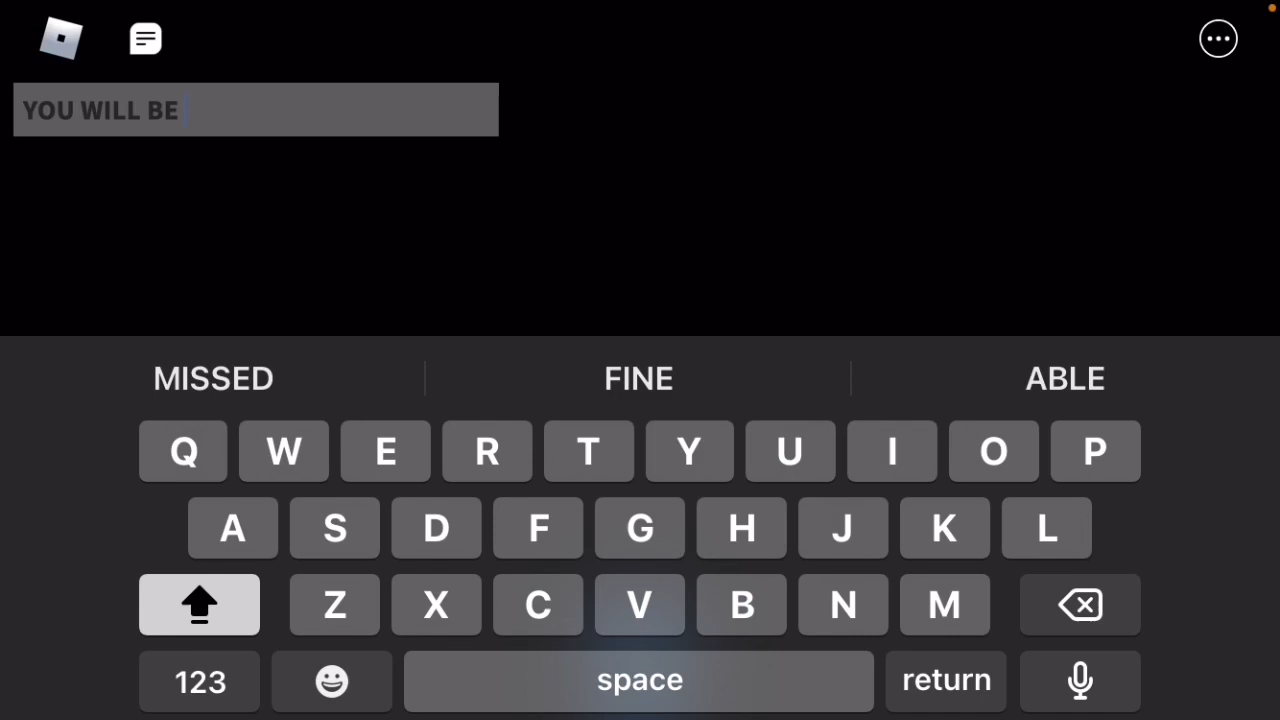 YOU WILL BE
MISSED FINE ABLE
Q W E R T Y U I O P
A S D F G H J K L
Z X C V B N M
123 space return